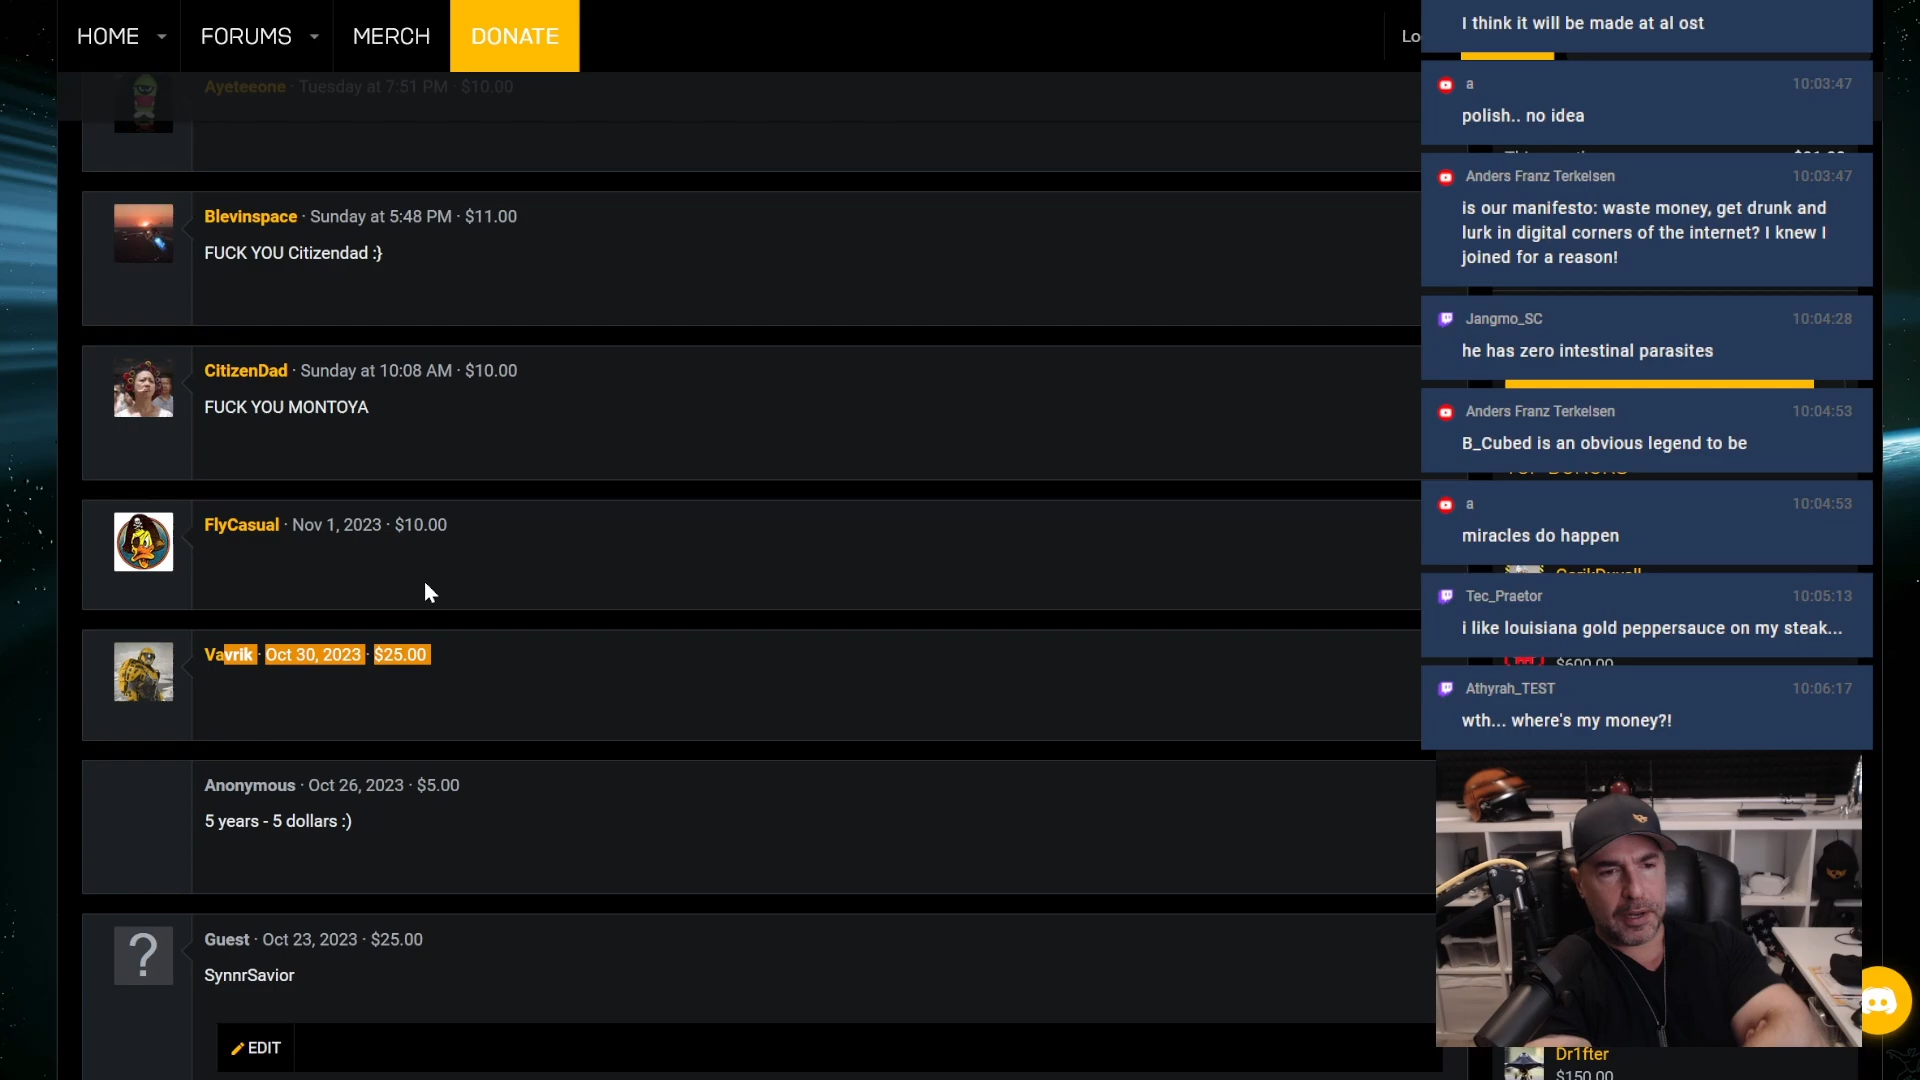 HOME
FORUMS
MERCH
DONATE
Lo
Ayeteeone · Tuesday at 7:51 PM · $10.00
Blevinspace · Sunday at 5:48 PM · $11.00
FUCK YOU Citizendad :}
CitizenDad · Sunday at 10:08 AM · $10.00
FUCK YOU MONTOYA
FlyCasual · Nov 1, 2023 · $10.00
Vavrik · Oct 30, 2023 · $25.00
Anonymous · Oct 26, 2023 · $5.00
5 years - 5 dollars :)
Guest · Oct 23, 2023 · $25.00
SynnrSavior
EDIT
I think it will be made at al ost
a 10:03:47
polish.. no idea
Anders Franz Terkelsen 10:03:47
is our manifesto: waste money, get drunk and
lurk in digital corners of the internet? I knew I
joined for a reason!
Jangmo_SC 10:04:28
he has zero intestinal parasites
Anders Franz Terkelsen 10:04:53
B_Cubed is an obvious legend to be
a 10:04:53
miracles do happen
Tec_Praetor 10:05:13
i like louisiana gold peppersauce on my steak...
$600.00
Athyrah_TEST 10:06:17
wth... where's my money?!
Dr1fter
$150.00